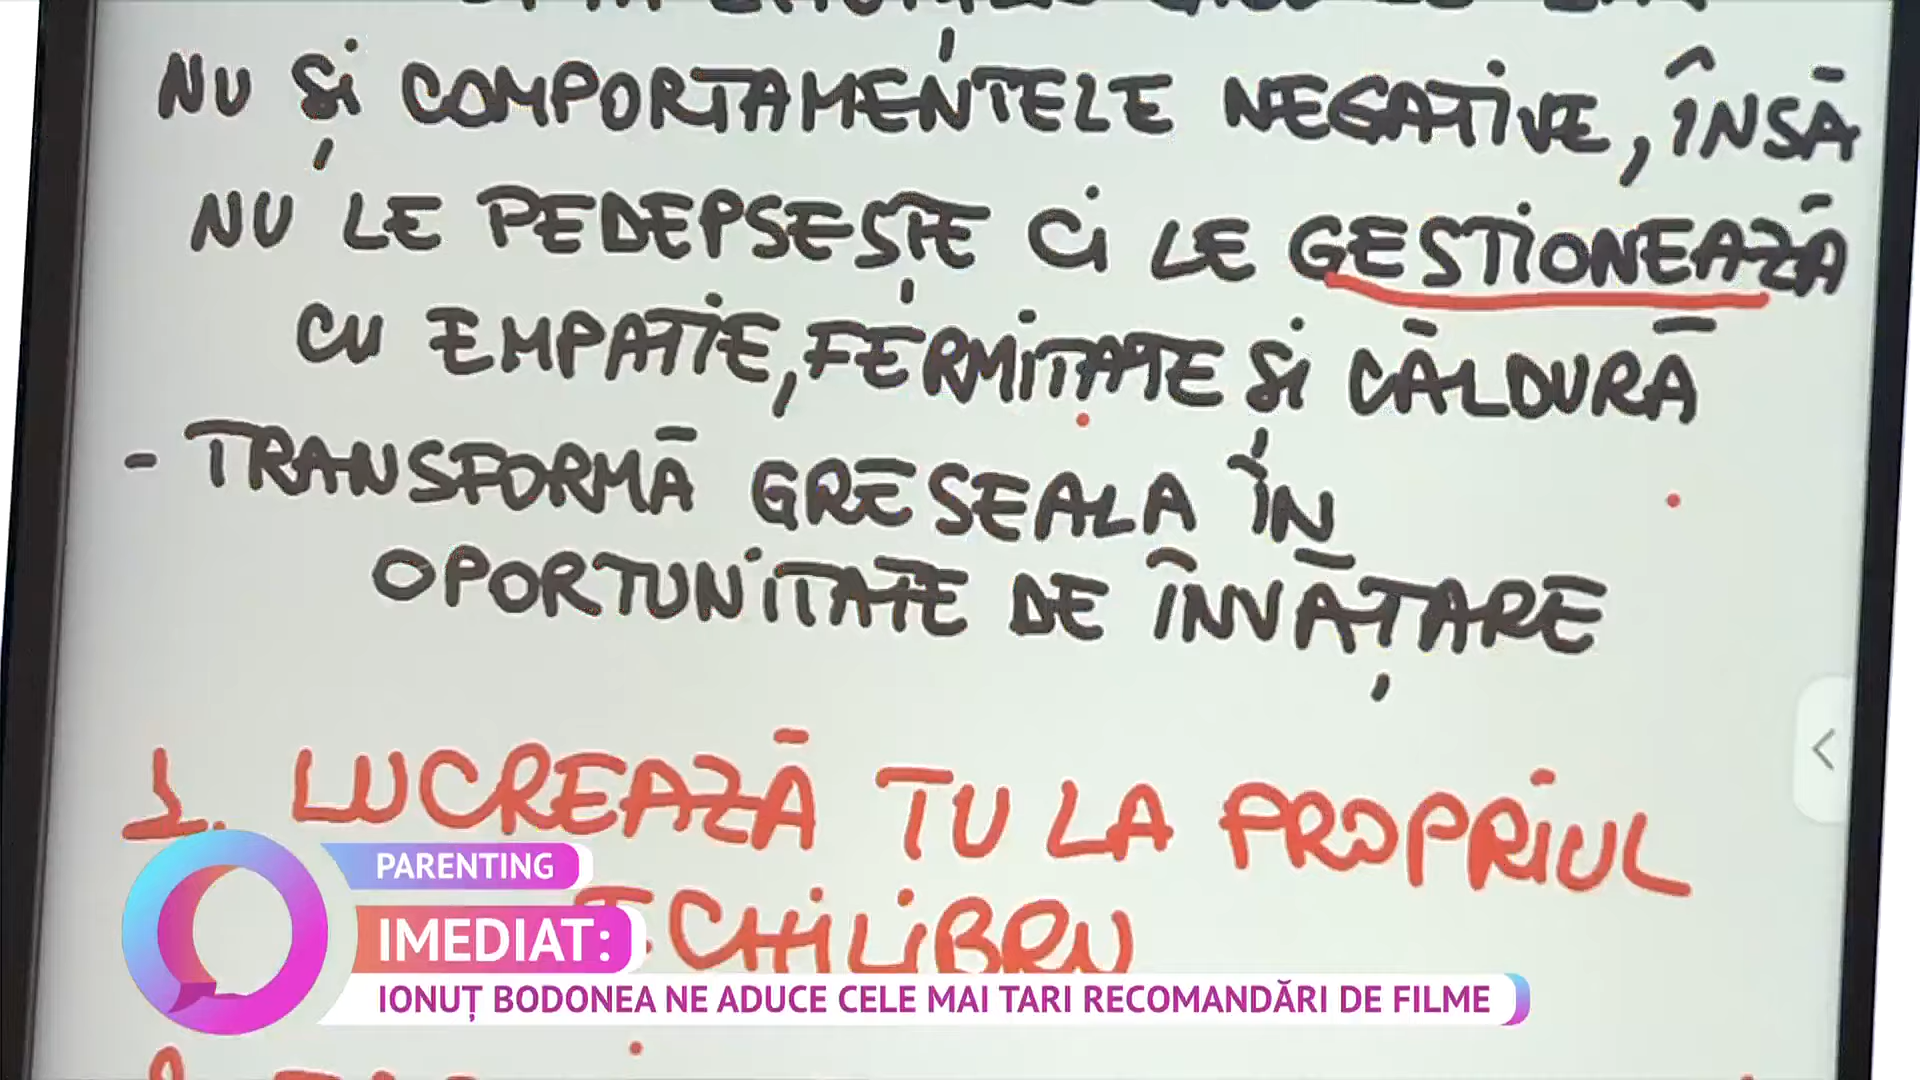 NU ȘI COMPORTAMENTELE NEGATIVE, ÎNSĂ
NU LE PEDEPSEȘTE CI LE GESTIONEAZĂ
CU EMPATIE, FERMITATE ȘI CĂLDURĂ
- TRANSFORMĂ GRESEALA ÎN
OPORTUNITATE DE ÎNVĂȚARE
1. LUCREAZĂ TU LA PROPRIUL
ECHILIBRU
PARENTING
IMEDIAT:
IONUȚ BODONEA NE ADUCE CELE MAI TARI RECOMANDĂRI DE FILME